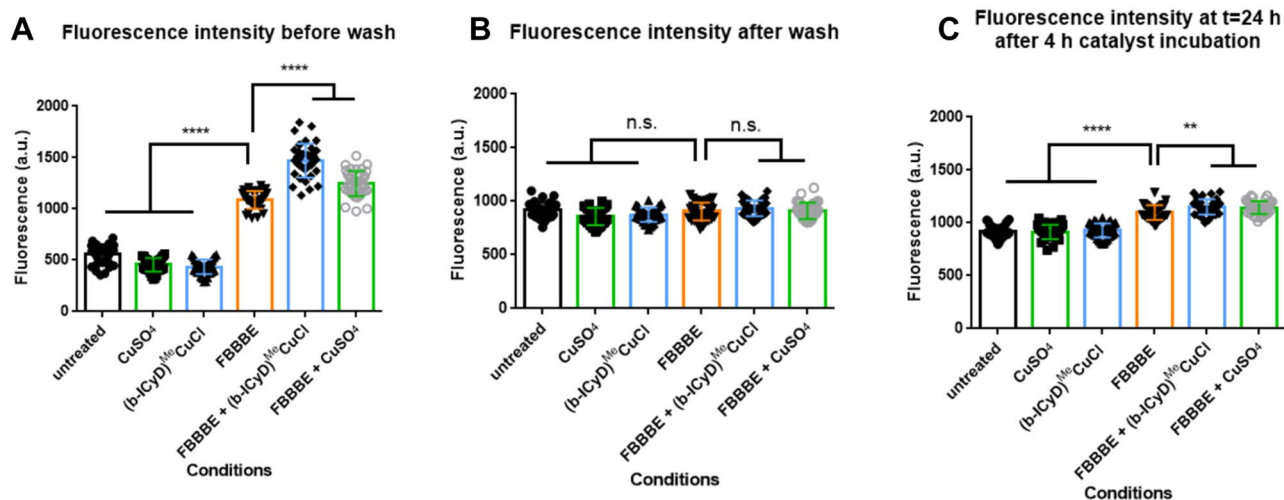 A
Fluorescence intensity before wash
****
****
Fluorescence (a.u.)
2000
1500
1000
500
0
untreated
CuSO⁴
(b-ICyD)ᴹᵉCuCl
FBBBE
FBBBE + (b-ICyD)ᴹᵉCuCl
FBBBE + CuSO⁴
Conditions
B
Fluorescence intensity after wash
n.s.
n.s.
Fluorescence (a.u.)
2000
1500
1000
500
0
untreated
CuSO⁴
(b-ICyD)ᴹᵉCuCl
FBBBE
FBBBE + (b-ICyD)ᴹᵉCuCl
FBBBE + CuSO⁴
Conditions
C
Fluorescence intensity at t=24 h
after 4 h catalyst incubation
****
**
Fluorescence (a.u.)
2000
1500
1000
500
0
untreated
CuSO⁴
(b-ICyD)ᴹᵉCuCl
FBBBE
FBBBE + (b-ICyD)ᴹᵉCuCl
FBBBE + CuSO⁴
Conditions